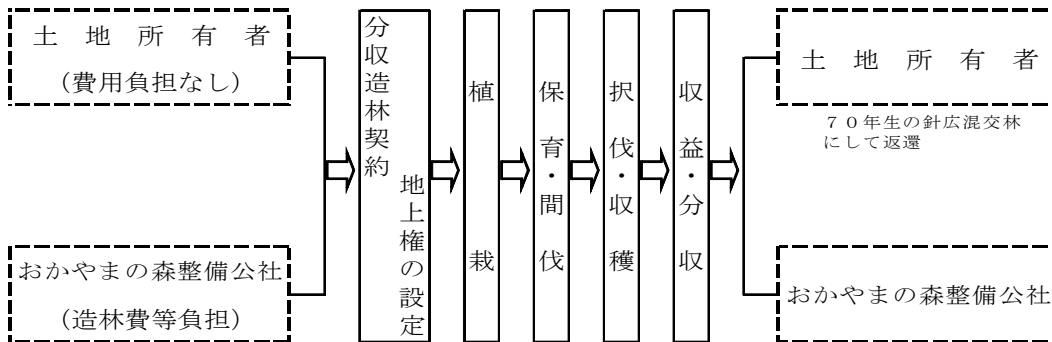 土地所有者
（費用負担なし）
おかやまの森整備公社
（造林費等負担）
分収造林契約
地上権の設定
植栽
保育・間伐
択伐・収穫
収益・分収
土地所有者
７０年生の針広混交林
にして返還
おかやまの森整備公社